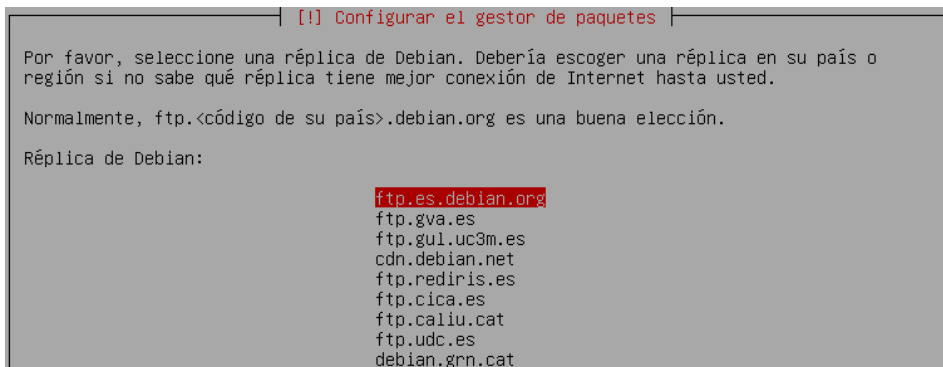 [!] Configurar el gestor de paquetes
Por favor, seleccione una réplica de Debian. Debería escoger una réplica en su país o
región si no sabe qué réplica tiene mejor conexión de Internet hasta usted.
Normalmente, ftp.<código de su país>.debian.org es una buena elección.
Réplica de Debian:
ftp.es.debian.org
ftp.gva.es
ftp.gul.uc3m.es
cdn.debian.net
ftp.rediris.es
ftp.cica.es
ftp.caliu.cat
ftp.udc.es
debian.grn.cat